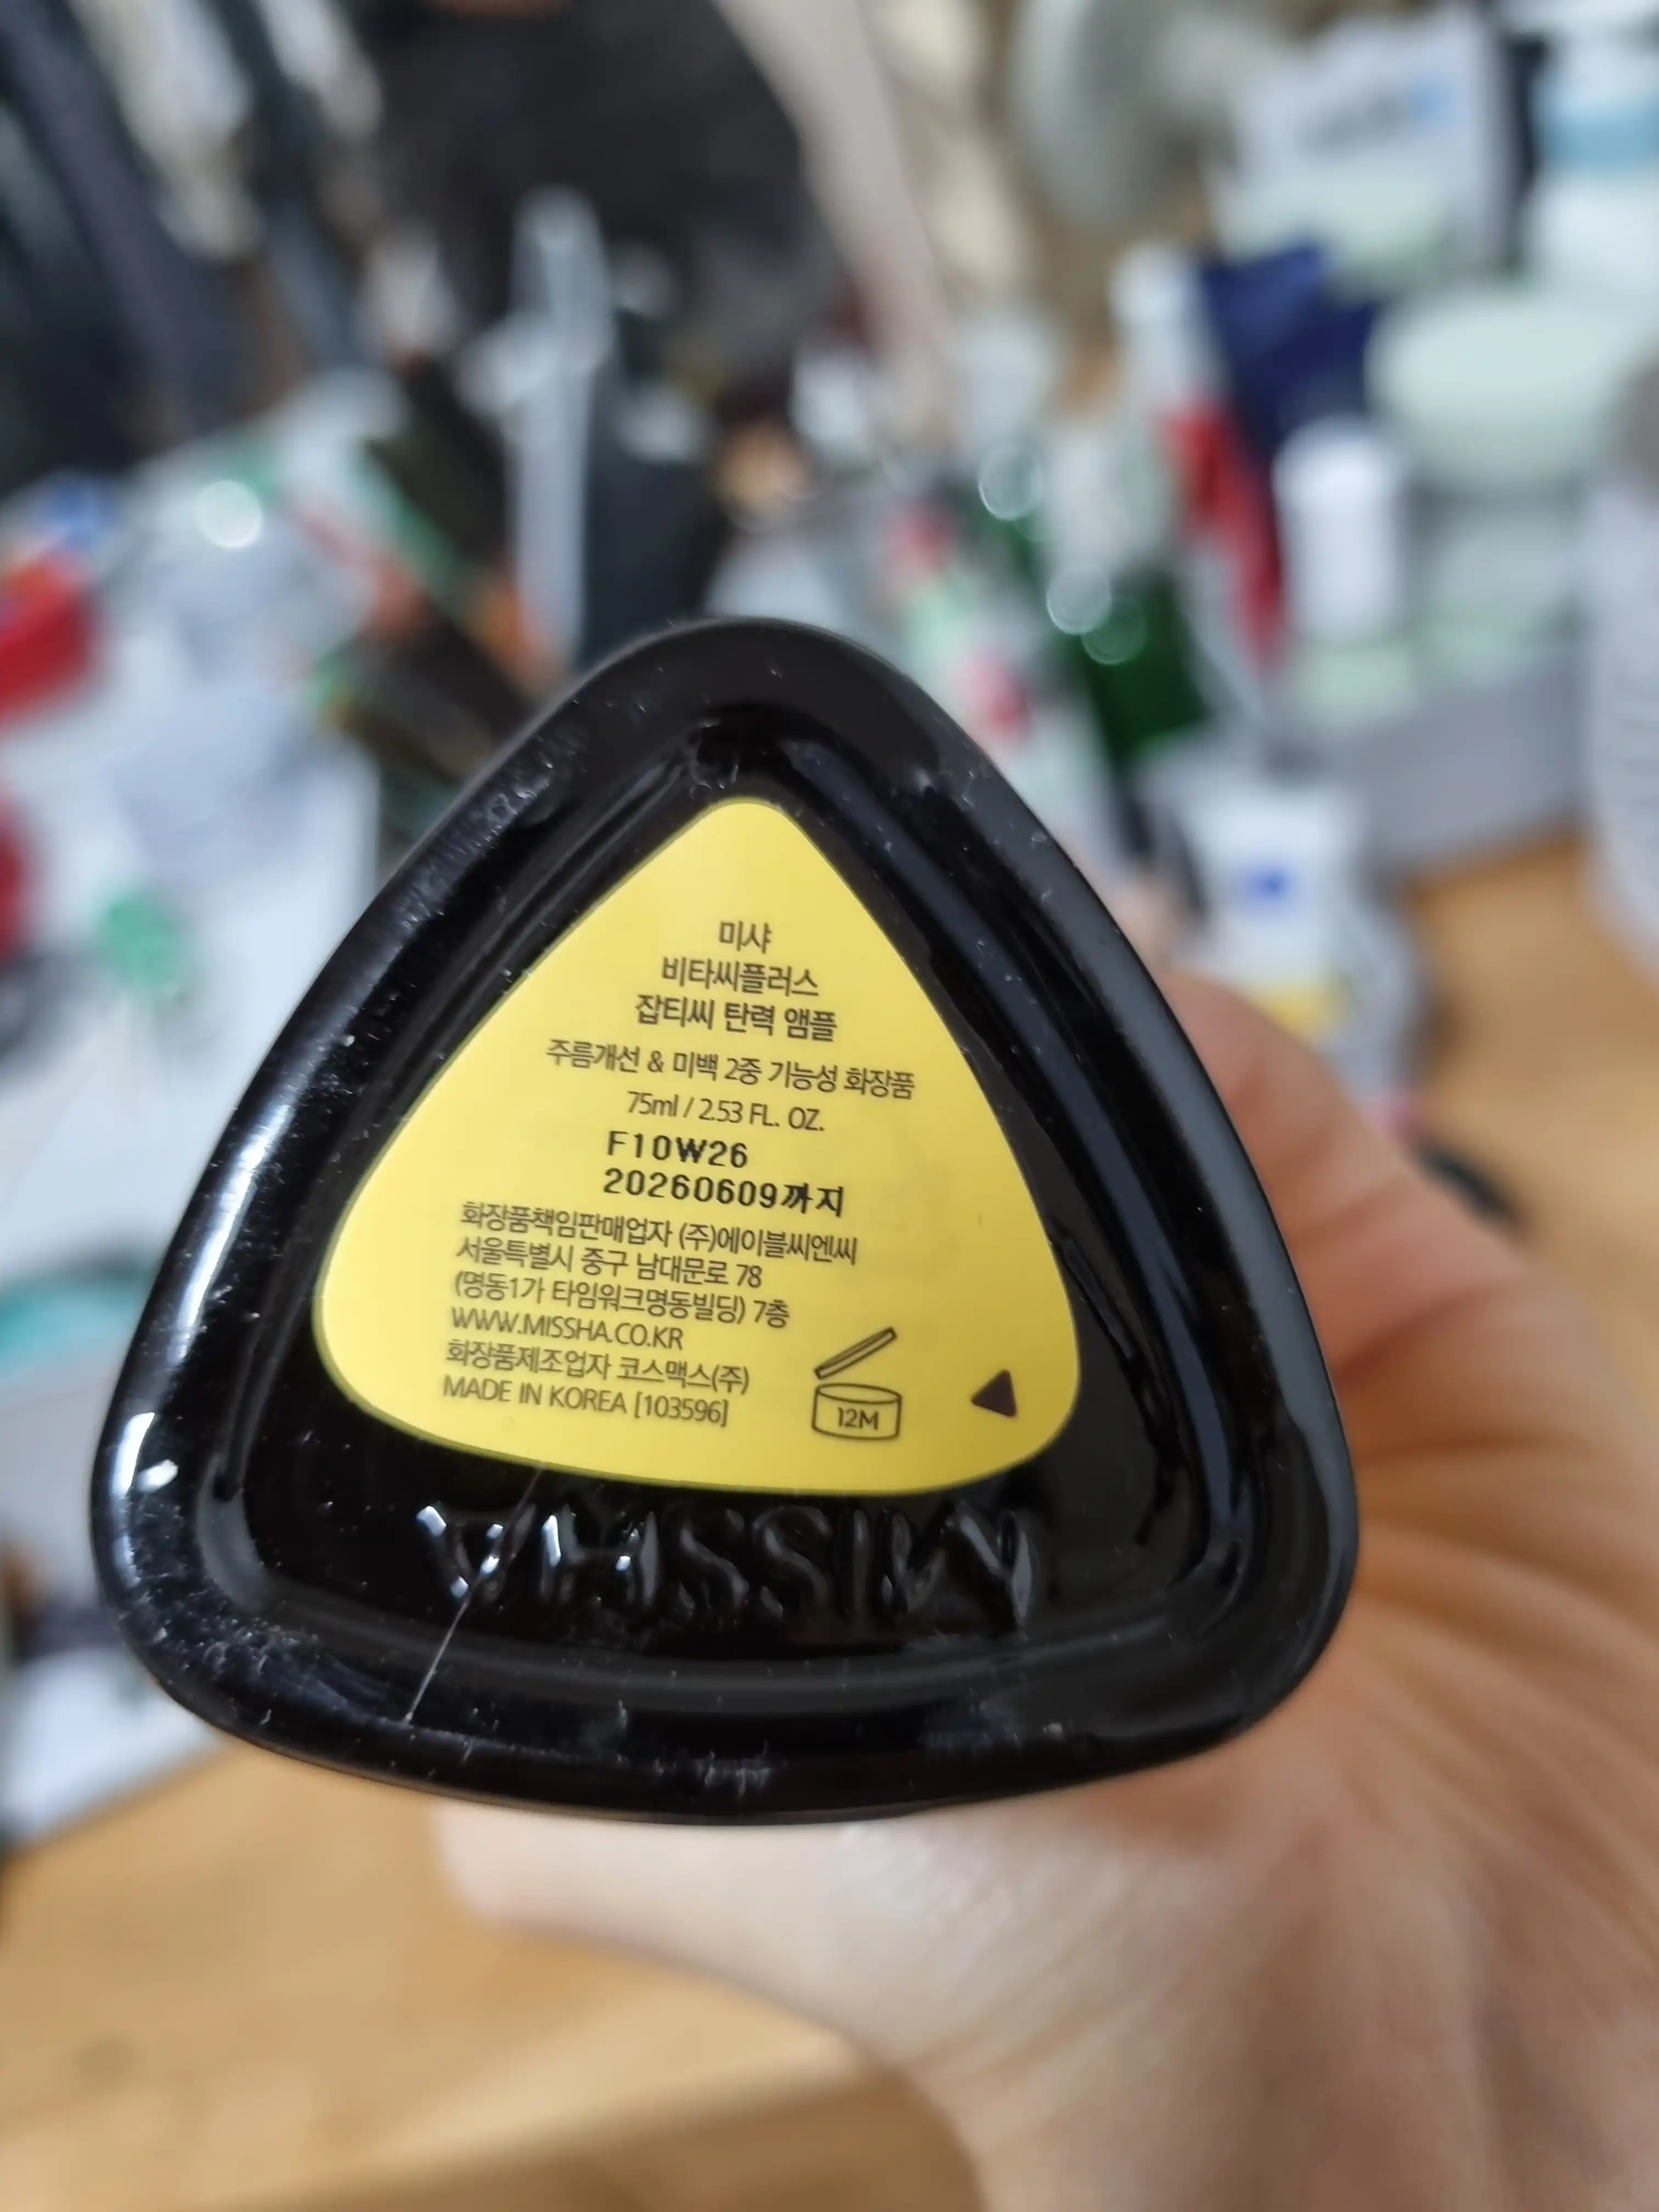 미샤
비타씨플러스
잡티씨 탄력 앰플
주름개선 & 미백 2중 기능성 화장품
75ml / 2.53 FL. OZ.
F10W26
20260609까지
화장품책임판매업자 (주)에이블씨엔씨
서울특별시 중구 남대문로 78
(명동1가 타임워크명동빌딩) 7층
WWW.MISSHA.CO.KR
화장품제조업자 코스맥스(주)
MADE IN KOREA [103596]
12M
MISSHA